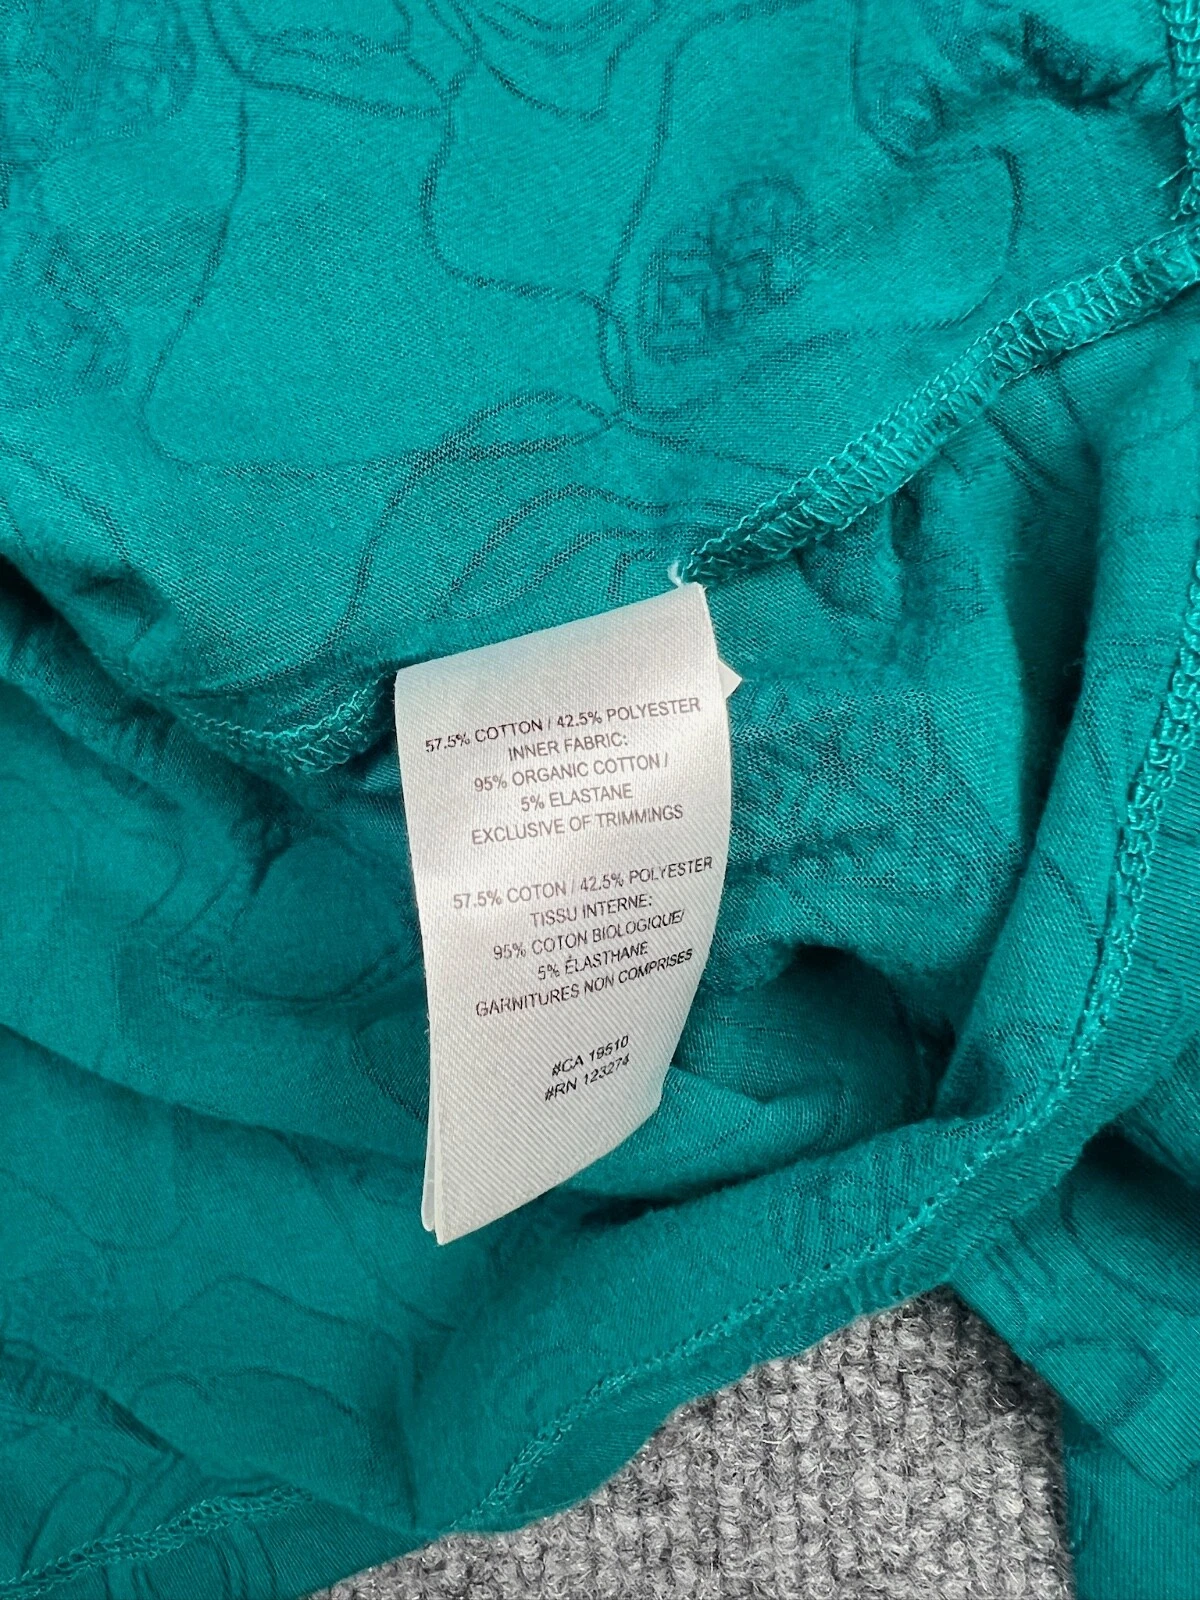 57.5% COTTON / 42.5% POLYESTER
INNER FABRIC:
95% ORGANIC COTTON /
5% ELASTANE
EXCLUSIVE OF TRIMMINGS
57.5% COTON / 42.5% POLYESTER
TISSU INTERNE:
95% COTON BIOLOGIQUE/
5% ÉLASTHANE
GARNITURES NON COMPRISES
#CA 19510
#RN 123274